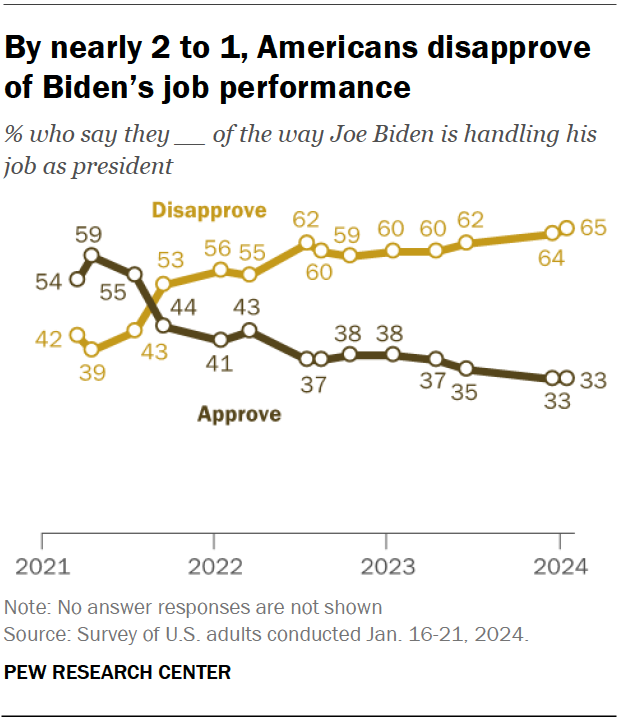 By nearly 2 to 1, Americans disapprove
of Biden's job performance
% who say they __ of the way Joe Biden is handling his
job as president
Disapprove
54 59 55 44 41 43 37 38 38 37 35 33 33
42 39 43 53 56 55 62 60 59 60 60 62 64 65
Approve
2021 2022 2023 2024
Note: No answer responses are not shown
Source: Survey of U.S. adults conducted Jan. 16-21, 2024.
PEW RESEARCH CENTER